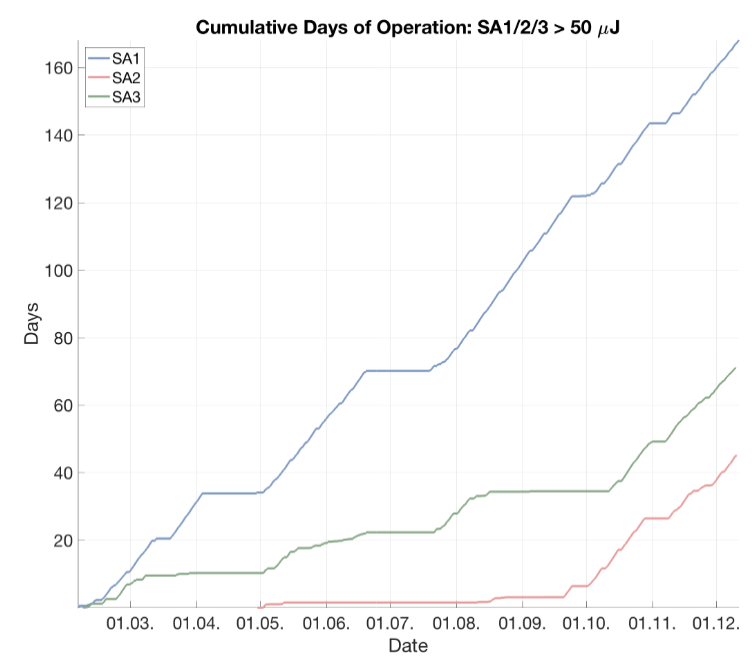 Cumulative Days of Operation: SA1/2/3 > 50 μJ
SA1
SA2
SA3
160
140
120
100
80
60
40
20
Days
01.03. 01.04. 01.05. 01.06. 01.07. 01.08. 01.09. 01.10. 01.11. 01.12.
Date